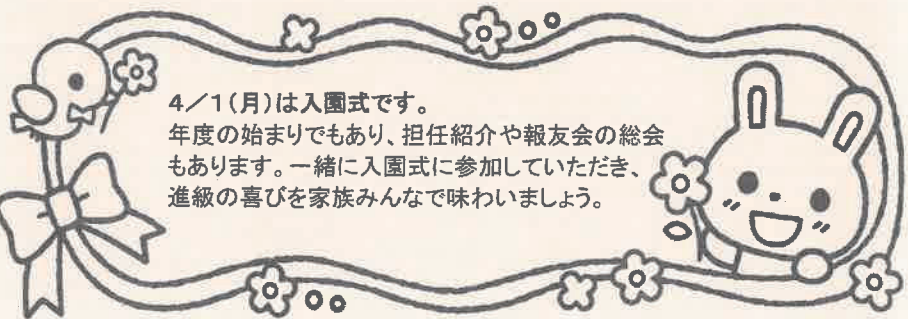 4／1(月)は入園式です。
年度の始まりでもあり、担任紹介や報友会の総会
もあります。一緒に入園式に参加していただき、
進級の喜びを家族みんなで味わいましょう。